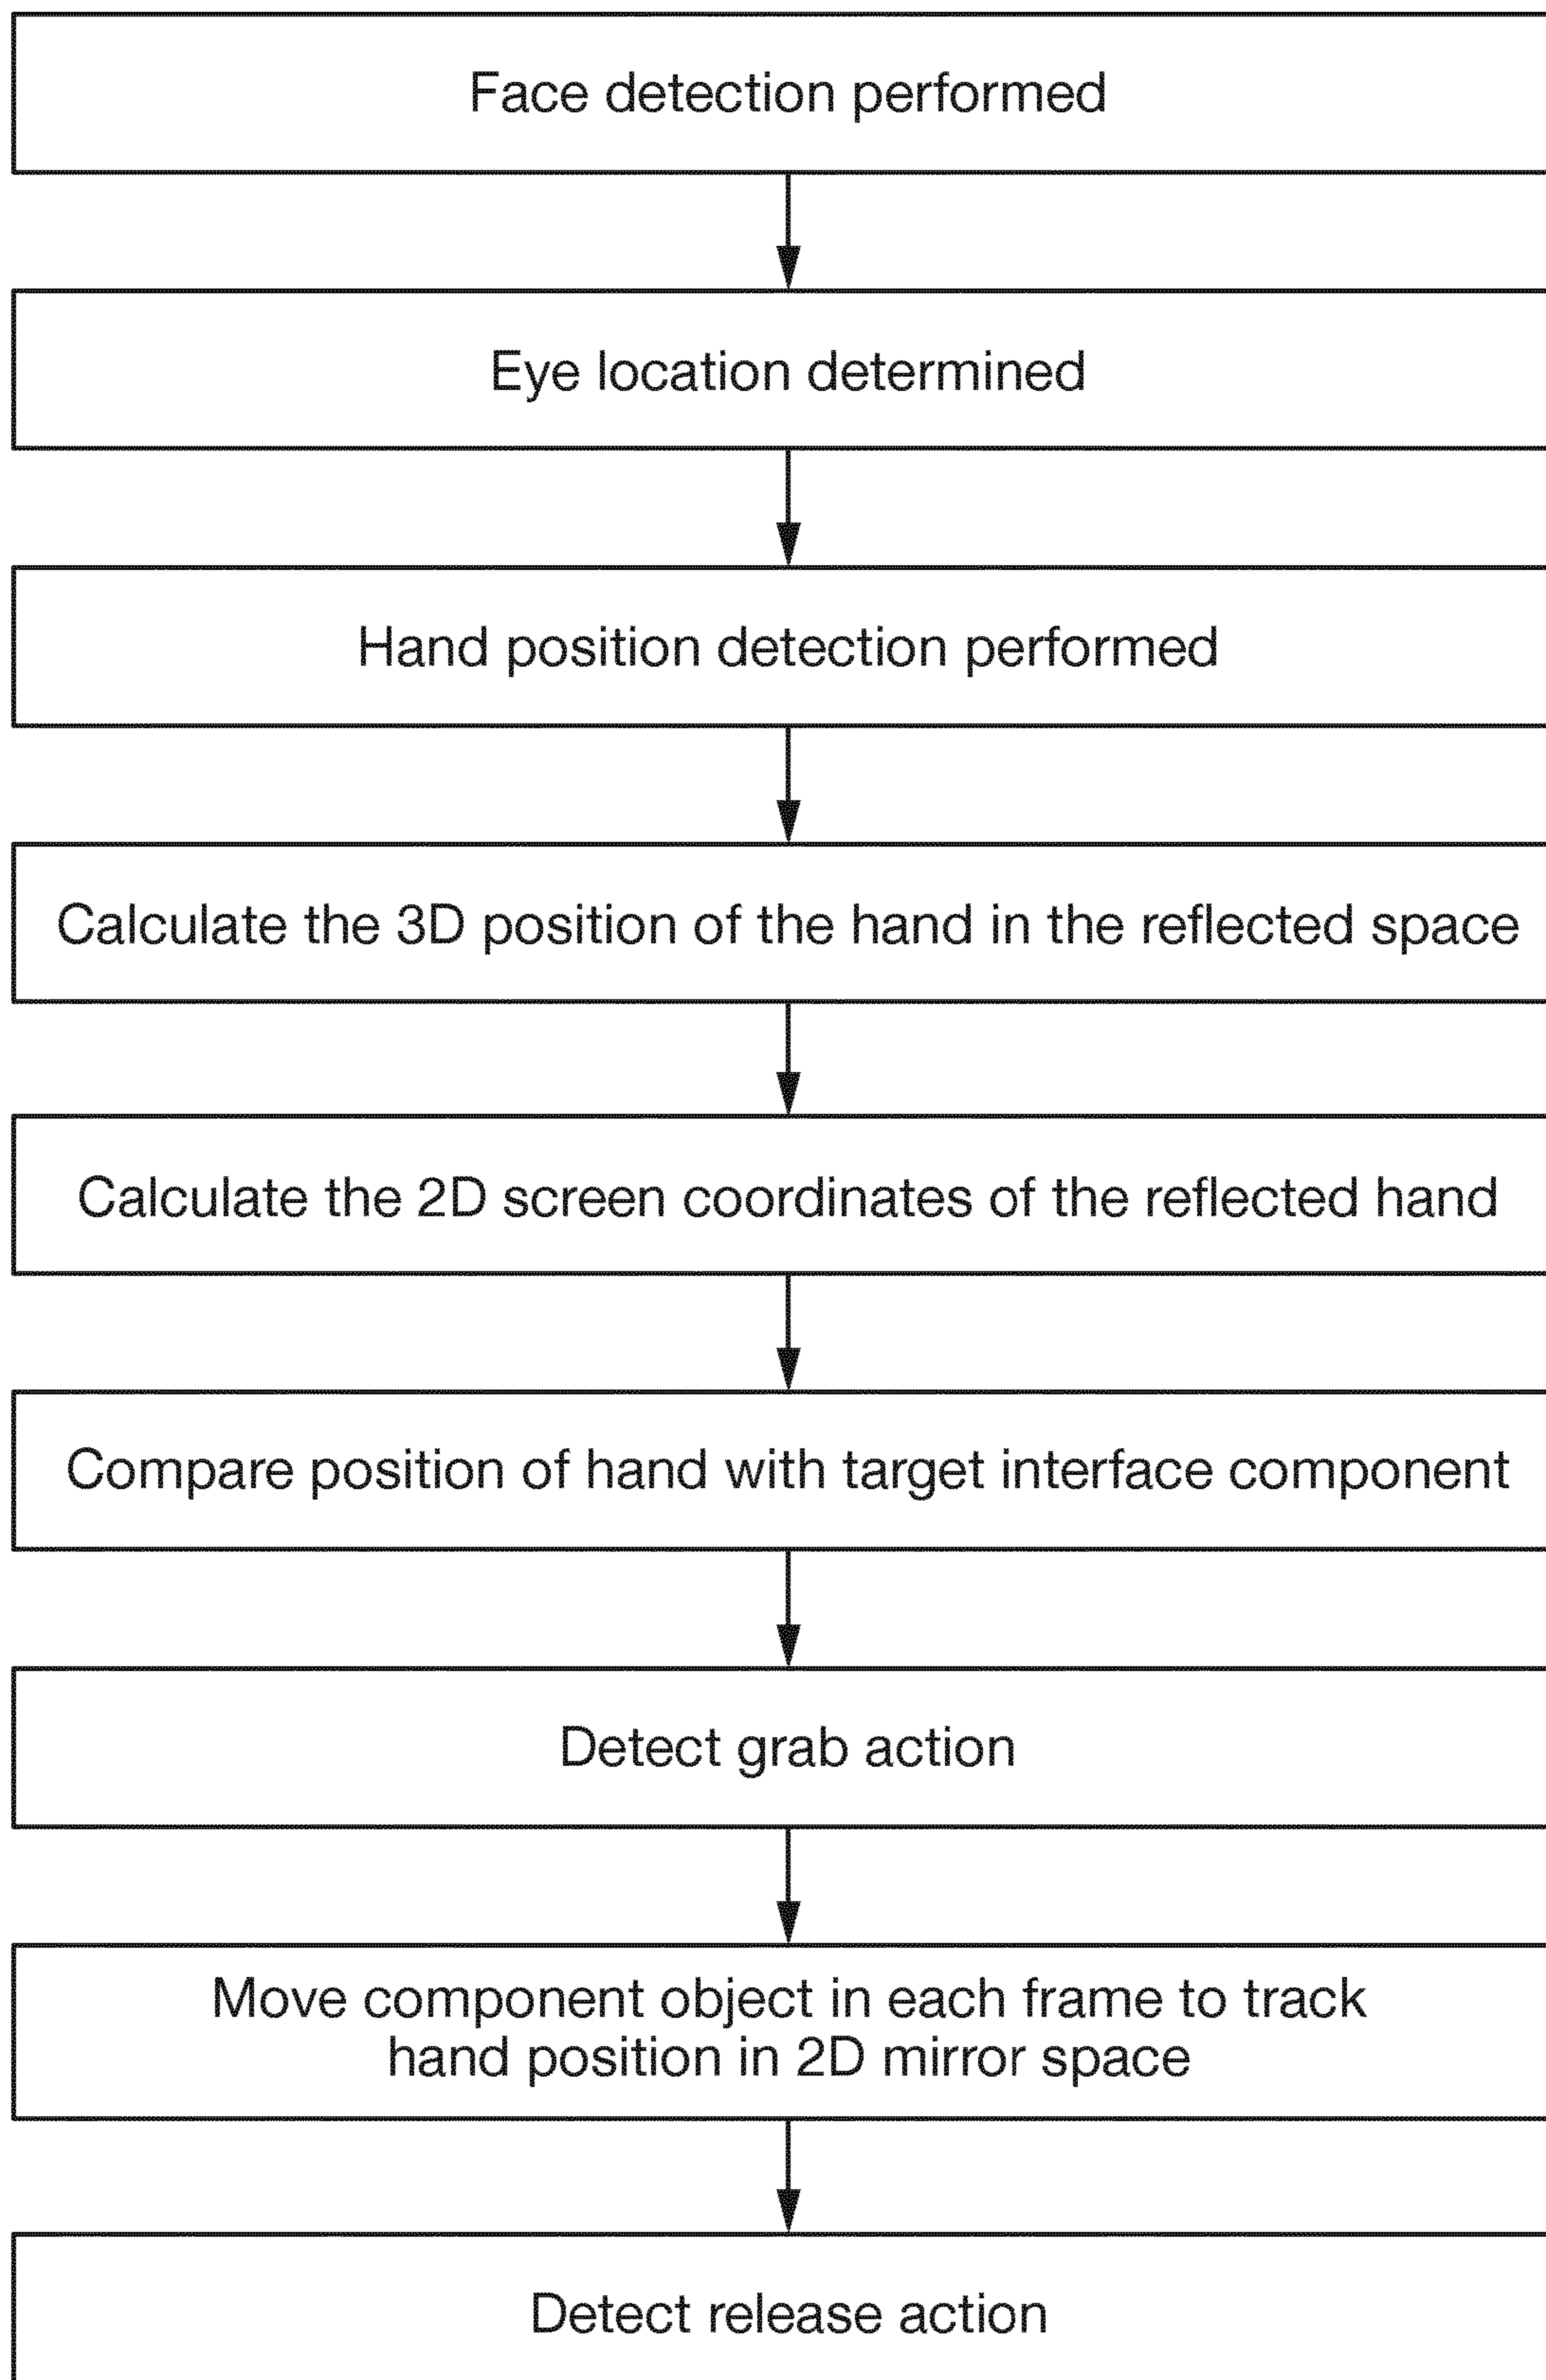 Face detection performed
Eye location determined
Hand position detection performed
Calculate the 3D position of the hand in the reflected space
Calculate the 2D screen coordinates of the reflected hand
Compare position of hand with target interface component
Detect grab action
Move component object in each frame to track
hand position in 2D mirror space
Detect release action